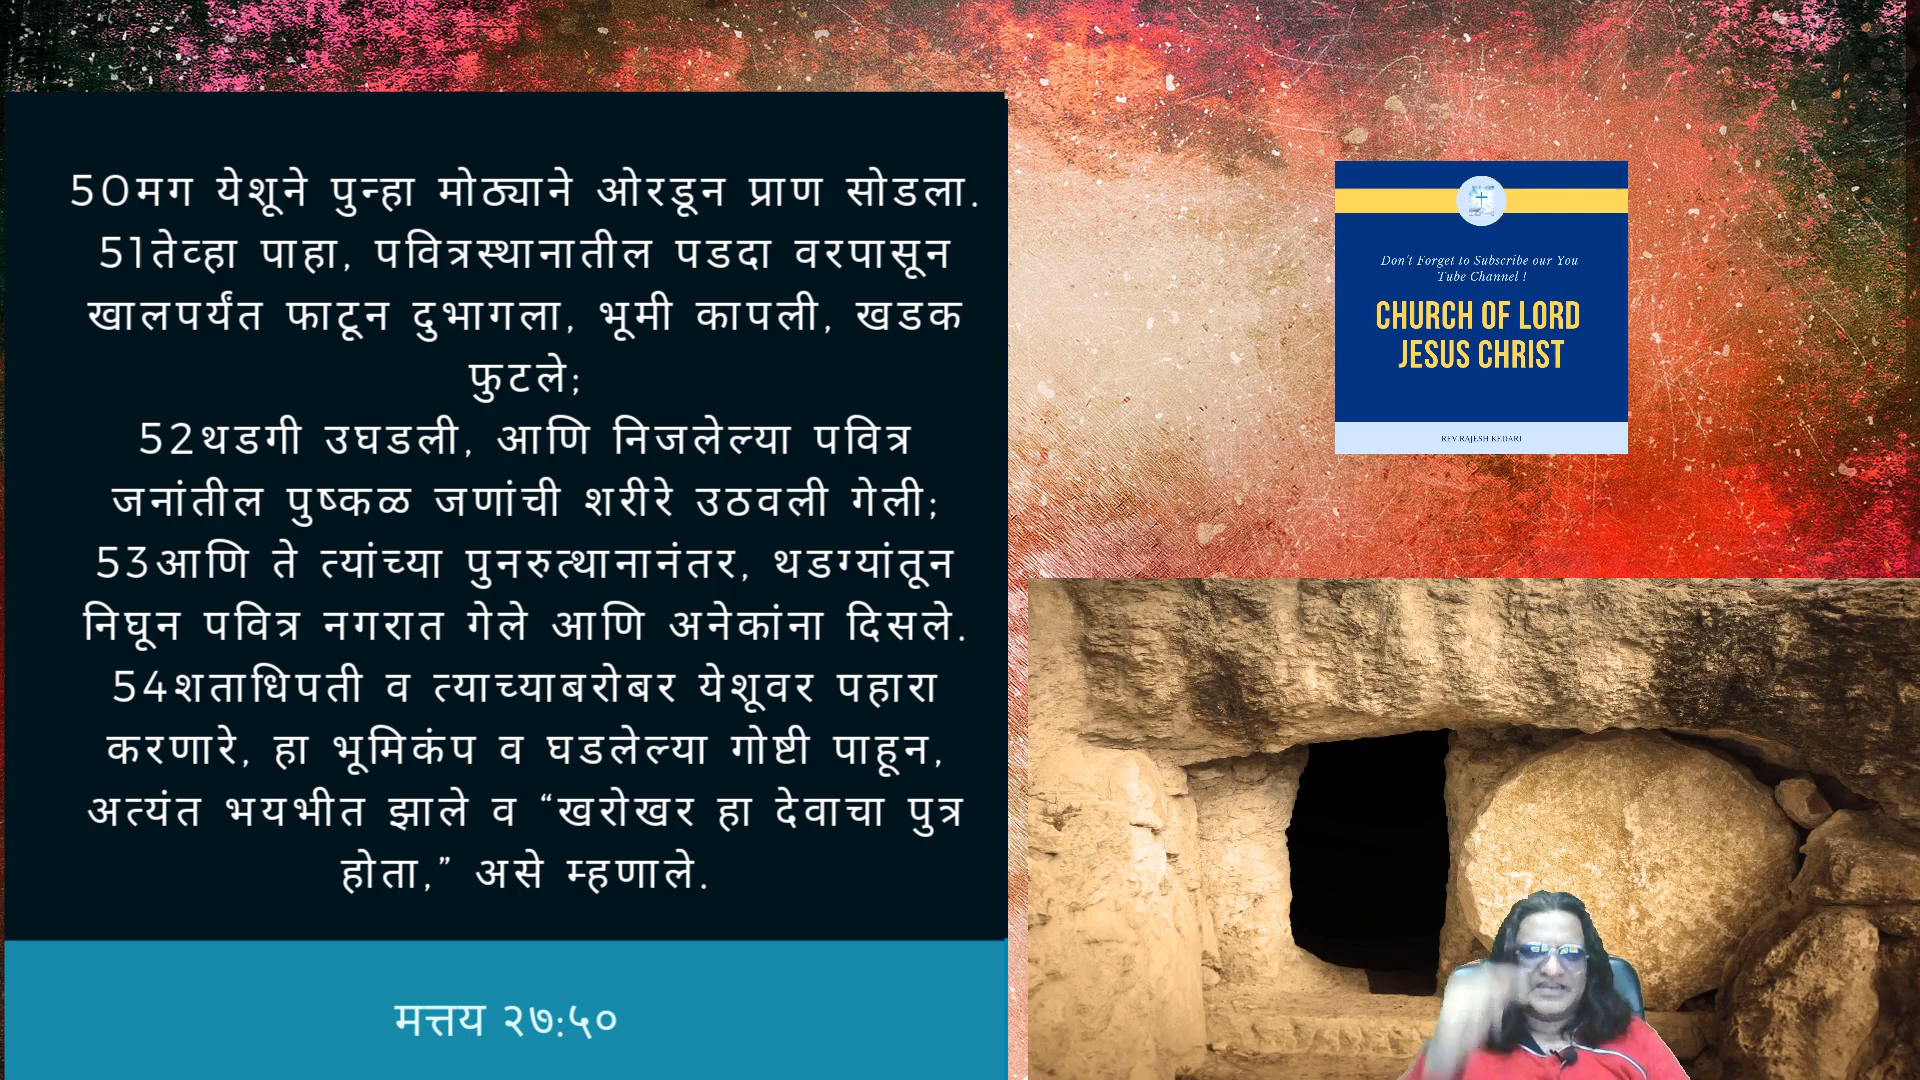 50मग येशूने पुन्हा मोठ्याने ओरडून प्राण सोडला.
51तेव्हा पाहा, पवित्रस्थानातील पडदा वरपासून
खालपर्यंत फाटून दुभागला, भूमी कापली, खडक
फुटले;
52थडगी उघडली, आणि निजलेल्या पवित्र
जनांतील पुष्कळ जणांची शरीरे उठवली गेली;
53आणि ते त्यांच्या पुनरुत्थानानंतर, थडग्यांतून
निघून पवित्र नगरात गेले आणि अनेकांना दिसले.
54शताधिपती व त्याच्याबरोबर येशूवर पहारा
करणारे, हा भूमिकंप व घडलेल्या गोष्टी पाहून,
अत्यंत भयभीत झाले व “खरोखर हा देवाचा पुत्र
होता,” असे म्हणाले.
मत्तय २७:५०
Don't Forget to Subscribe our You
Tube Channel !
CHURCH OF LORD
JESUS CHRIST
REV.RAJESH KEDARI